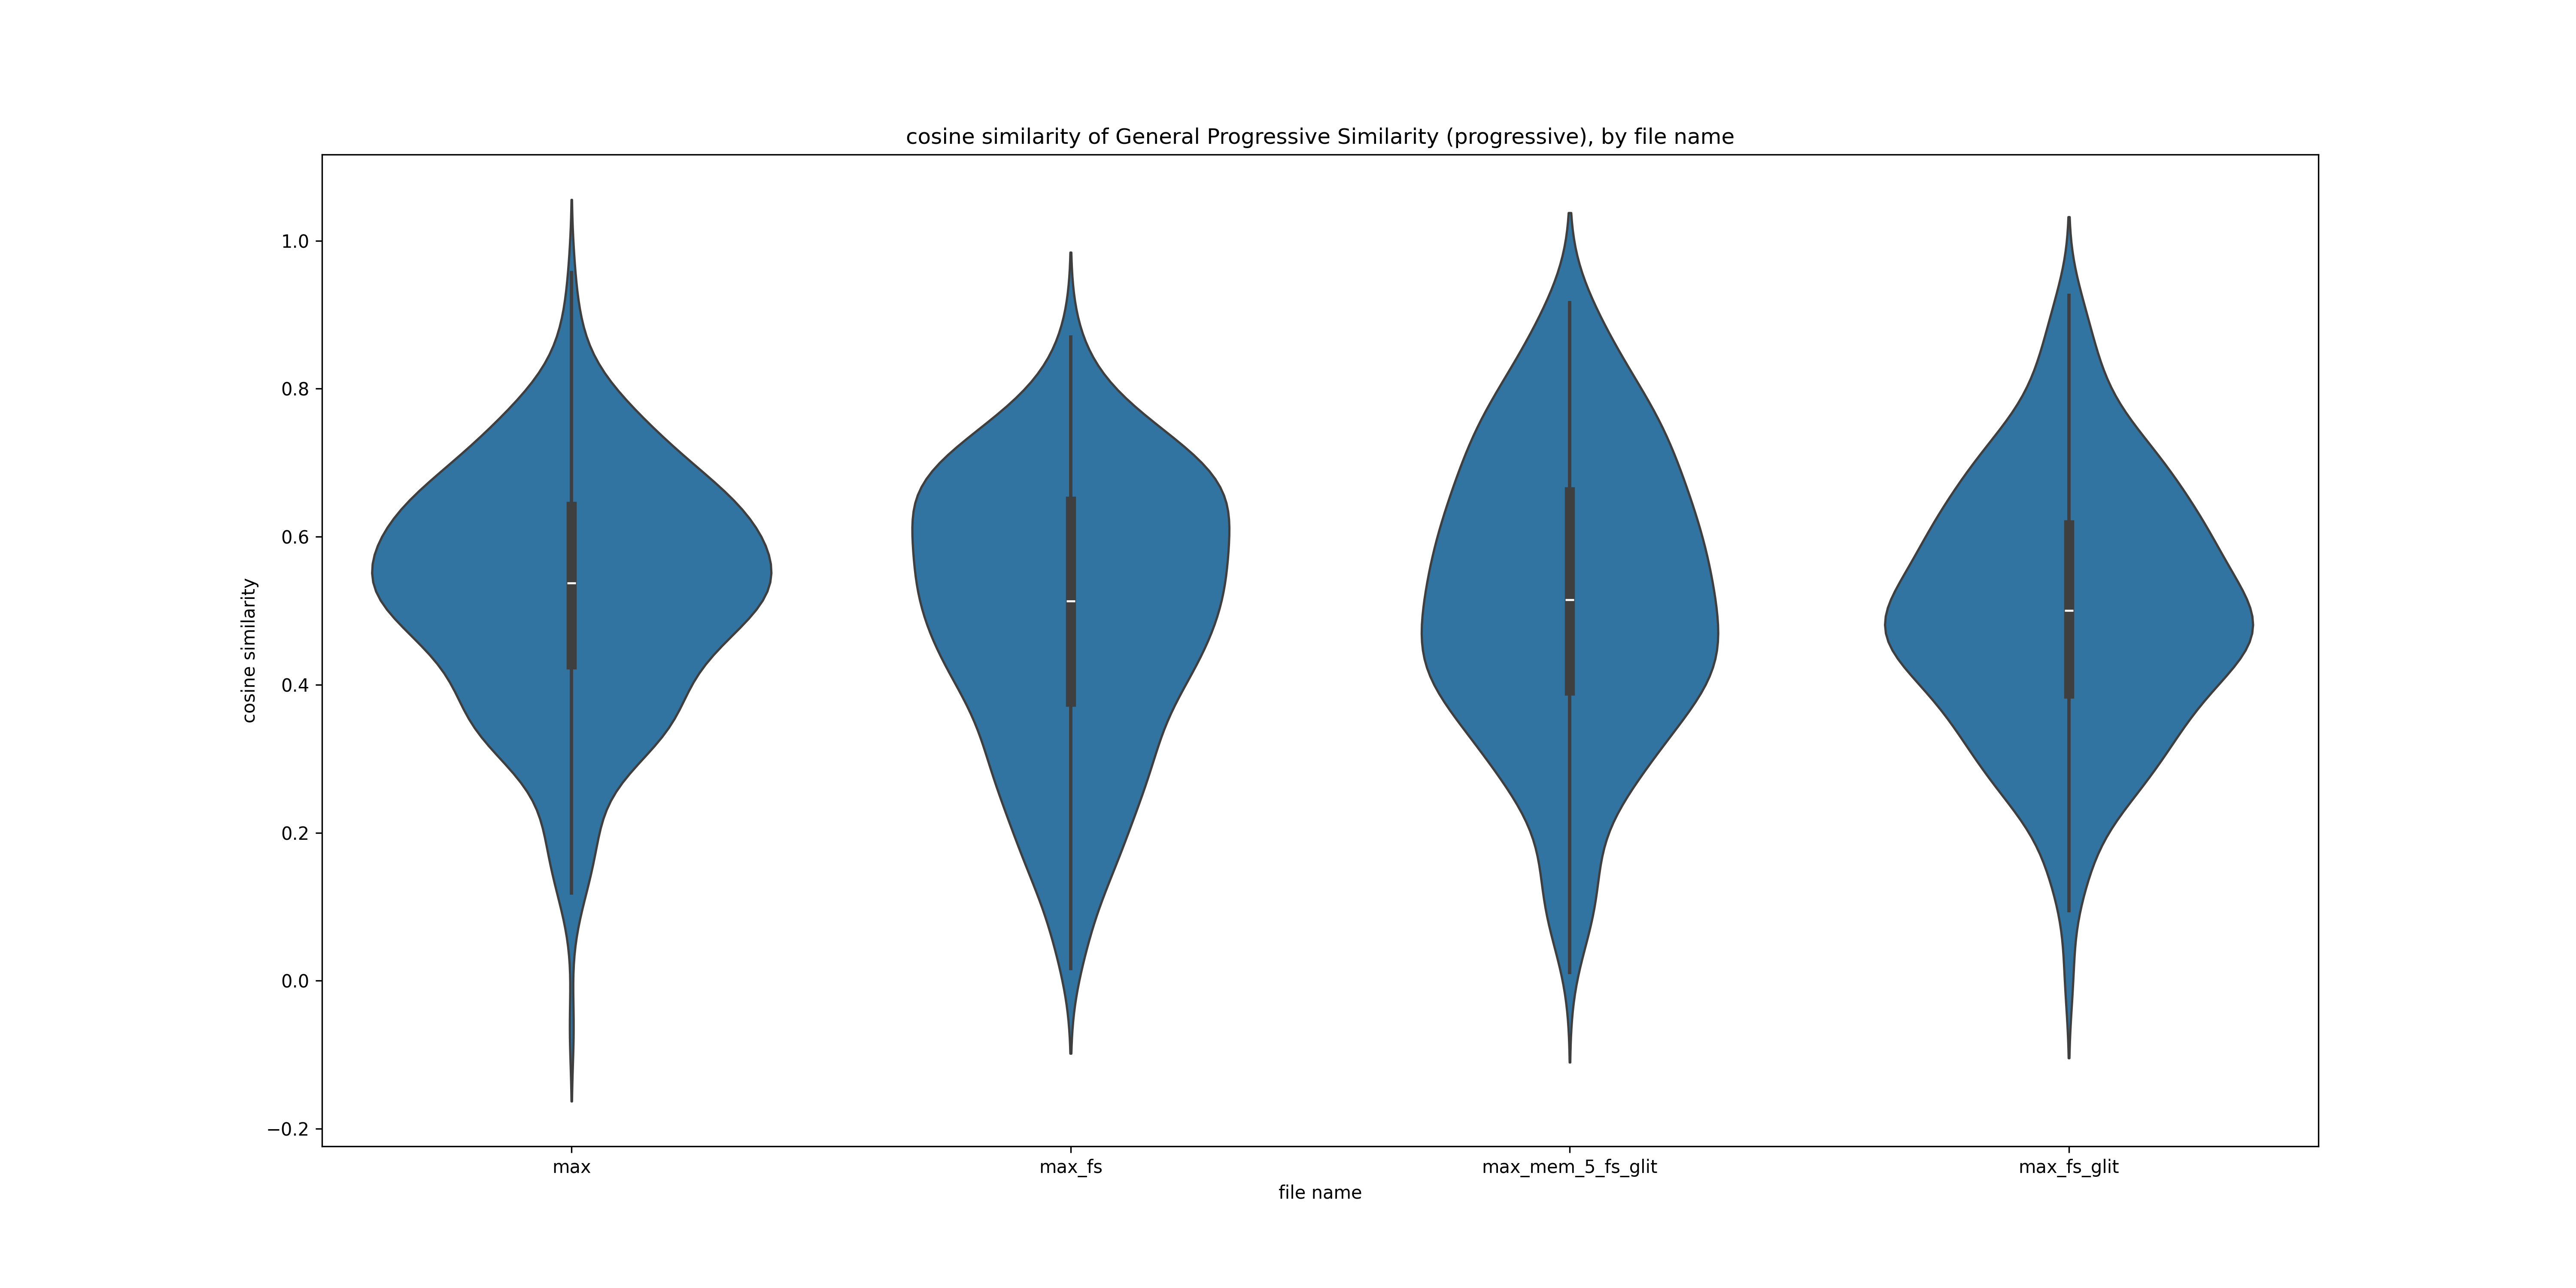 cosine similarity of General Progressive Similarity (progressive), by file name
cosine similarity
1.0
0.8
0.6
0.4
0.2
0.0
−0.2
max
max_fs
max_mem_5_fs_glit
max_fs_glit
file name